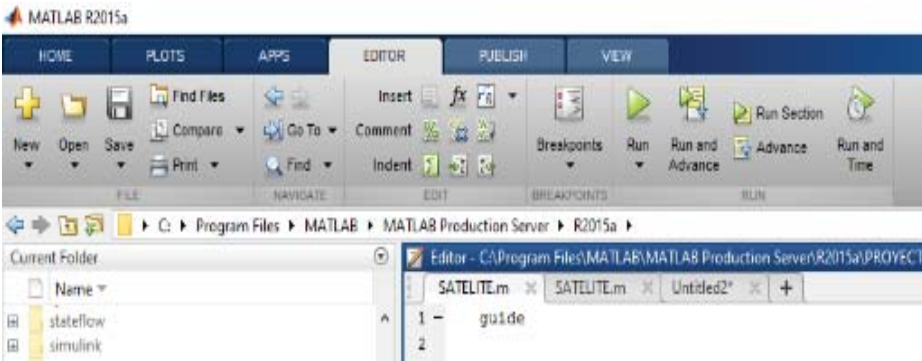 MATLAB R2015a
HOME PLOTS APPS EDITOR PUBLISH VIEW
New Open Save Find Files Compare Print
Go To Find
Insert Comment Indent
Breakpoints
Run Run and Advance Run Section Advance Run and Time
FILE NAVIGATE EDIT BREAKPOINTS RUN
C: Program Files MATLAB MATLAB Production Server R2015a
Current Folder
Editor - C:\Program Files\MATLAB\MATLAB Production Server\R2015a\PROYECT
Name
SATELITE.m SATELITE.m Untitled2* +
stateflow
1 - guide
simulink
2